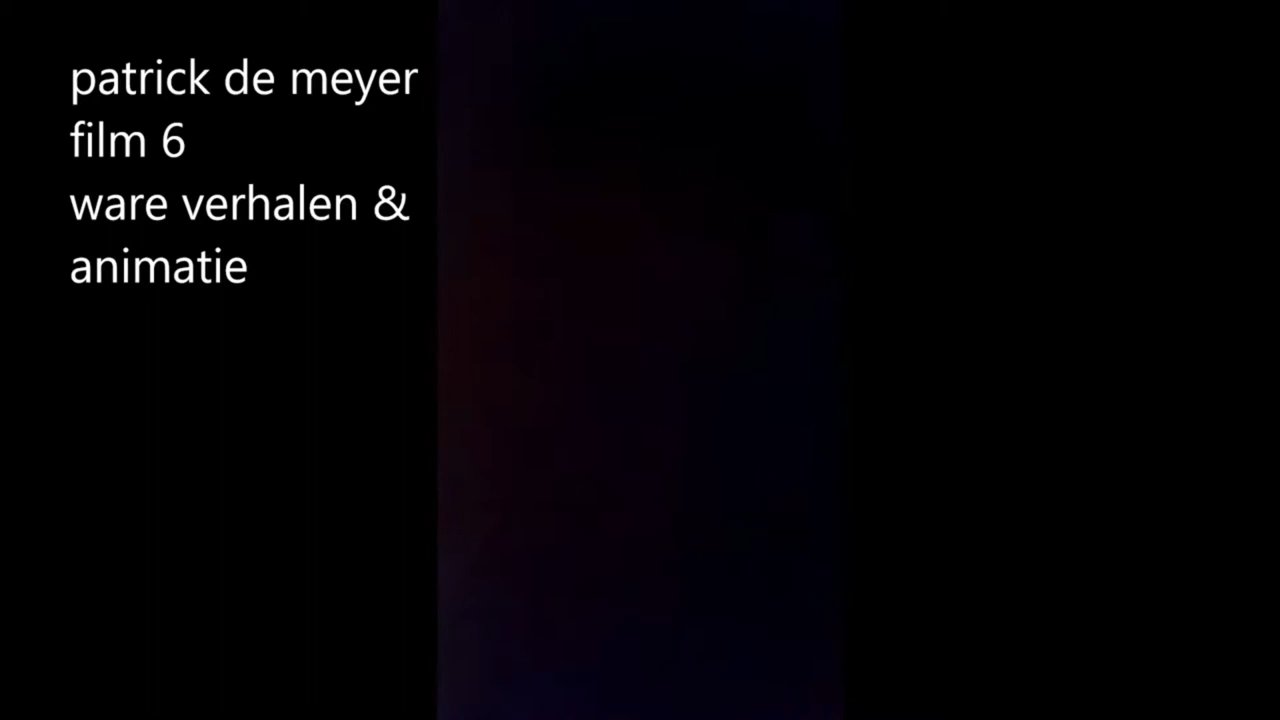 patrick de meyer
film 6
ware verhalen &
animatie